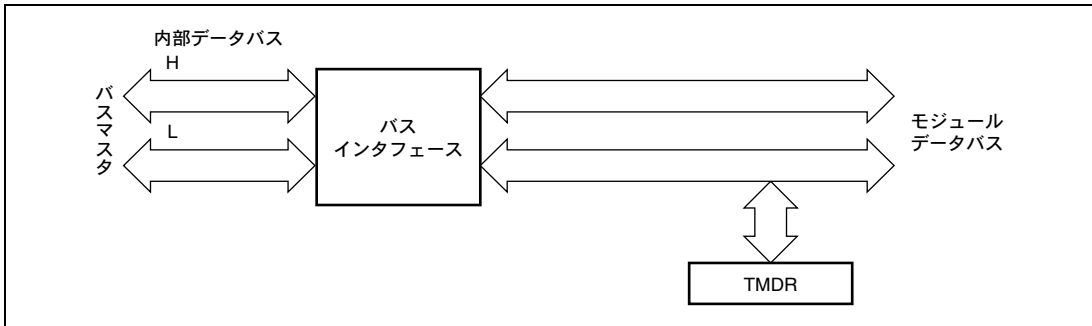 内部データバス
H
L
バスマスタ
バス
インタフェース
モジュール
データバス
TMDR